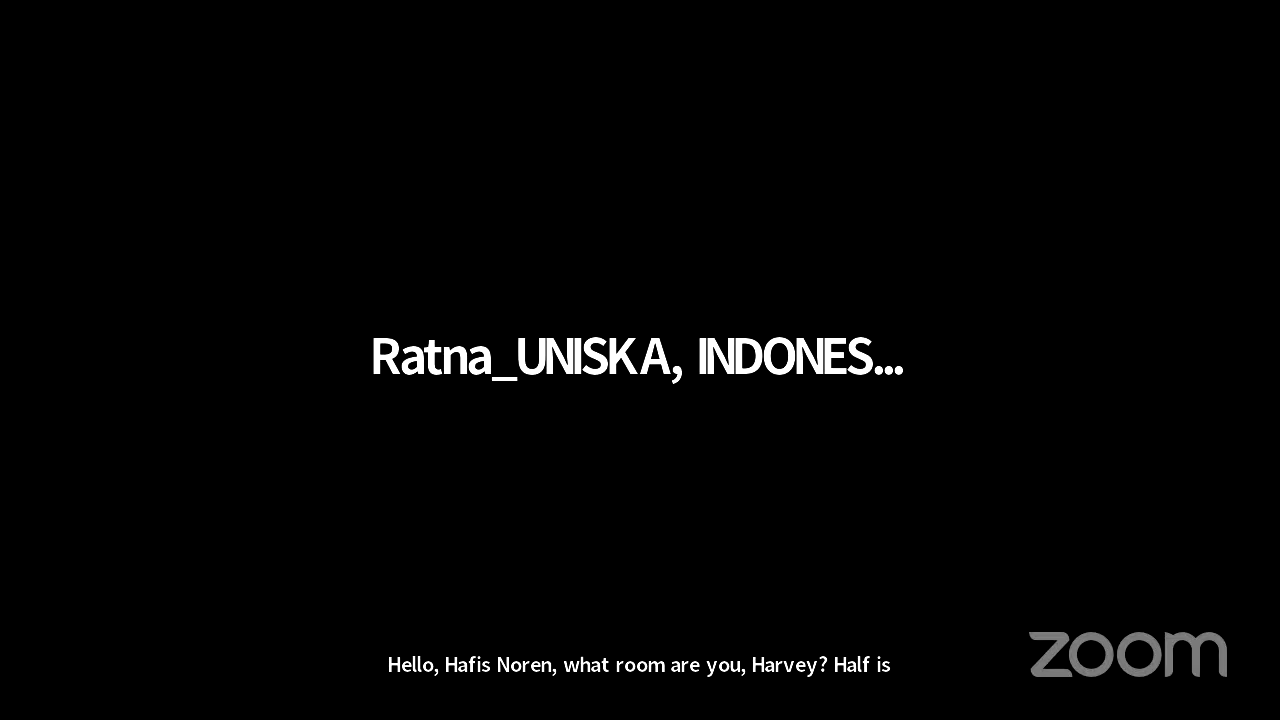 Ratna_UNISKA, INDONES...
Hello, Hafis Noren, what room are you, Harvey? Half is
zoom